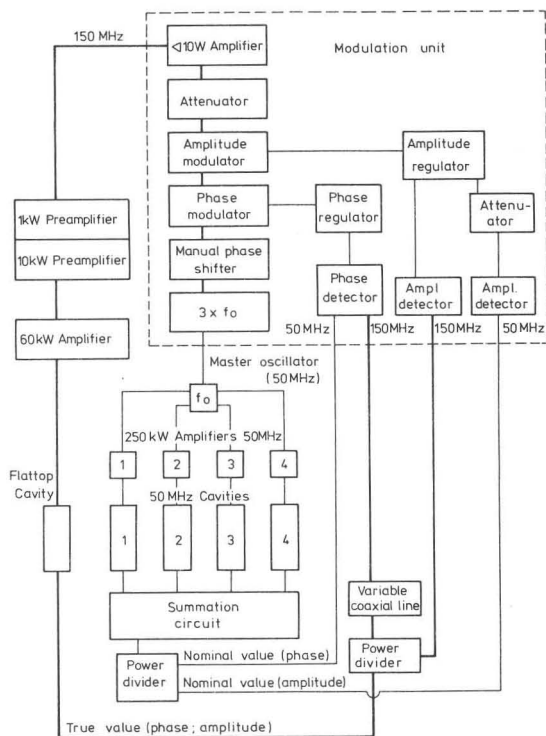 150 MHz
◁10W Amplifier
Modulation unit
Attenuator
Amplitude
modulator
Amplitude
regulator
Phase
modulator
Phase
regulator
Attenu-
ator
1kW Preamplifier
10kW Preamplifier
Manual phase
shifter
Phase
detector
Ampl
detector
Ampl.
detector
3 x fo
60kW Amplifier
50MHz
150MHz
150MHz
50MHz
Master oscillator
(50MHz)
fo
250 kW Amplifiers 50MHz
1
2
3
4
Flattop
Cavity
50 MHz Cavities
1
2
3
4
Summation
circuit
Variable
coaxial line
Power
divider
Nominal value (phase)
Power
divider
Nominal value (amplitude)
True value (phase; amplitude)